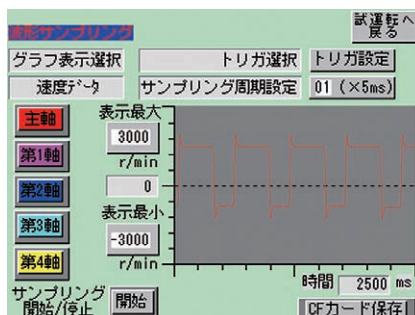 波形サンプリング
試運転へ戻る
グラフ表示選択 トリガ選択 トリガ設定
速度データ サンプリング周期設定 01 (×5ms)
主軸
第1軸
第2軸
第3軸
第4軸
表示最大
3000
r/min
0
表示最小
-3000
r/min
時間 2500 ms
サンプリング
開始/停止 開始
CFカード保存